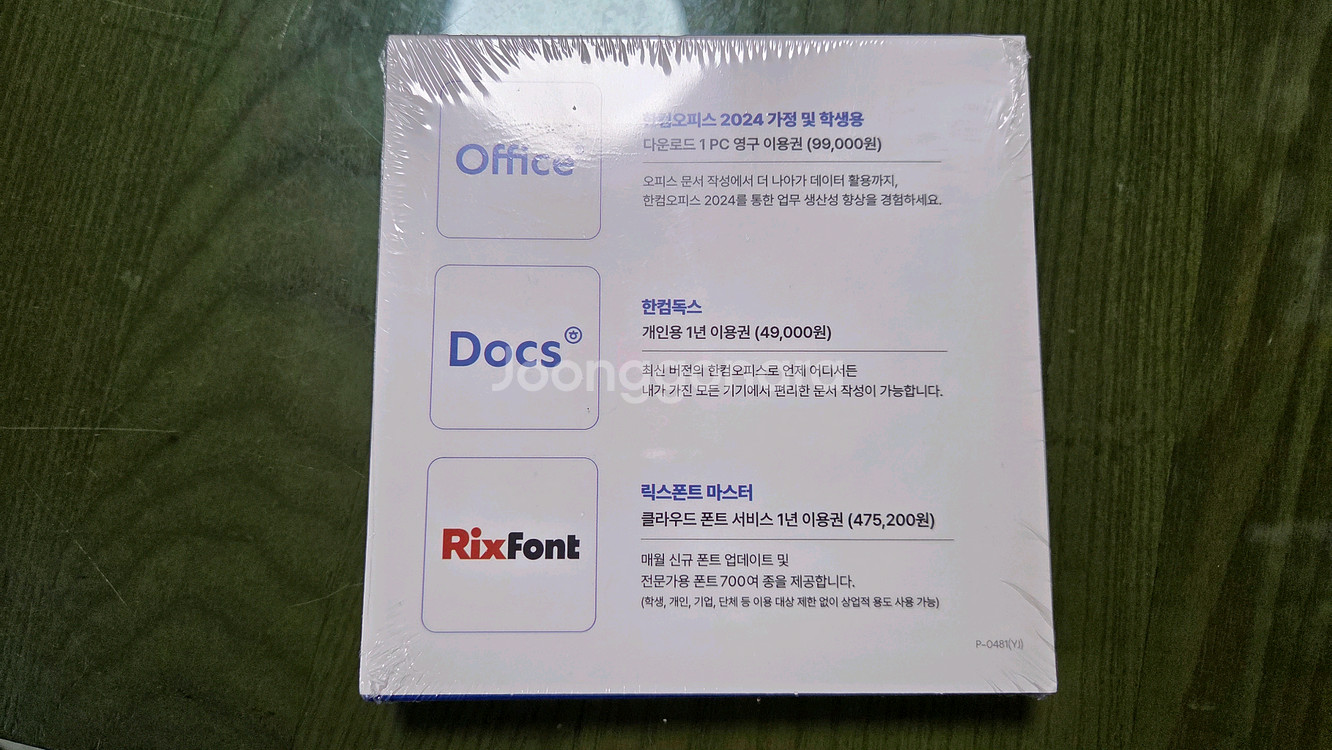 Office
한컴오피스 2024 가정 및 학생용
다운로드 1 PC 영구 이용권 (99,000원)
오피스 문서 작성에서 더 나아가 데이터 활용까지,
한컴오피스 2024를 통한 업무 생산성 향상을 경험하세요.
Docs
한컴독스
개인용 1년 이용권 (49,000원)
최신 버전의 한컴오피스로 언제 어디서든
내가 가진 모든 기기에서 편리한 문서 작성이 가능합니다.
Joonggonara
RixFont
릭스폰트 마스터
클라우드 폰트 서비스 1년 이용권 (475,200원)
매월 신규 폰트 업데이트 및
전문가용 폰트 700여 종을 제공합니다.
(학생, 개인, 기업, 단체 등 이용 대상 제한 없이 상업적 용도 사용 가능)
P-0481(YJ)